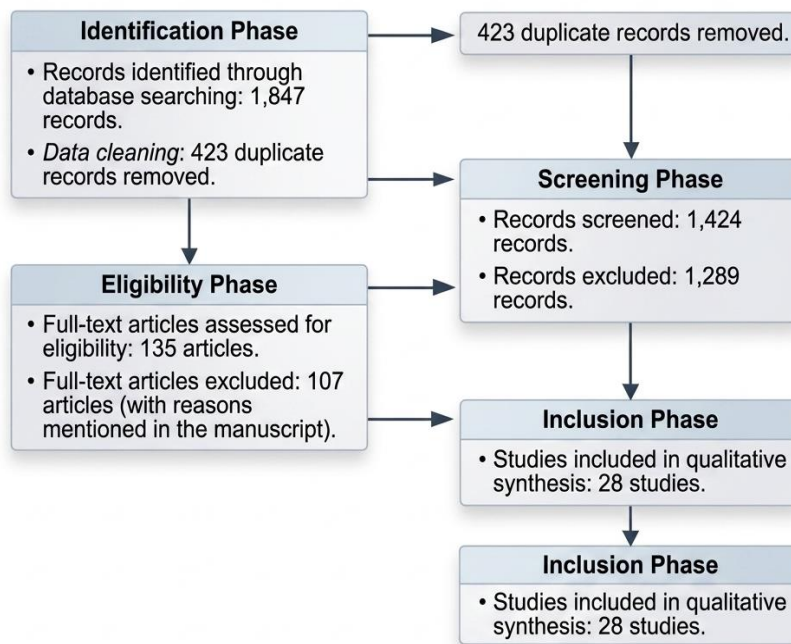 Identification Phase
• Records identified through
database searching: 1,847
records.
• Data cleaning: 423 duplicate
records removed.
423 duplicate records removed.
Screening Phase
• Records screened: 1,424
records.
• Records excluded: 1,289
records.
Eligibility Phase
• Full-text articles assessed for
eligibility: 135 articles.
• Full-text articles excluded: 107
articles (with reasons
mentioned in the manuscript).
Inclusion Phase
• Studies included in qualitative
synthesis: 28 studies.
Inclusion Phase
• Studies included in qualitative
synthesis: 28 studies.